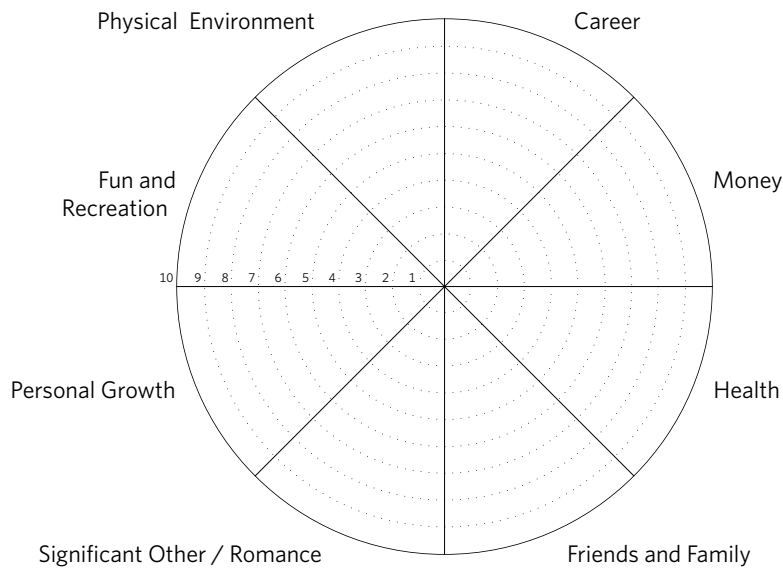 Physical Environment
Career
Fun and
Recreation
Money
10 9 8 7 6 5 4 3 2 1
Personal Growth
Health
Significant Other / Romance
Friends and Family